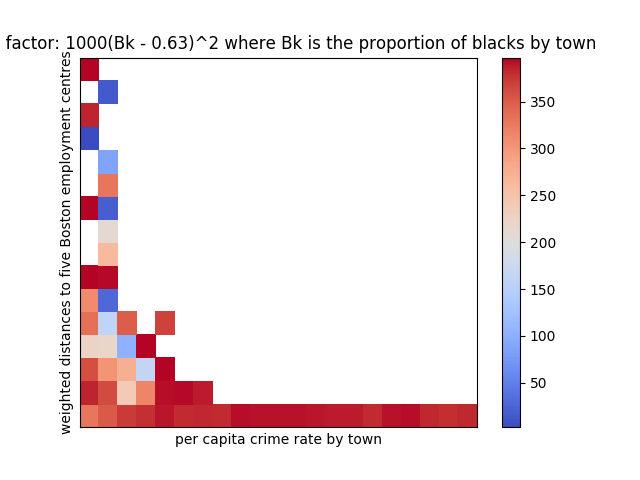 factor: 1000(Bk - 0.63)^2 where Bk is the proportion of blacks by town
weighted distances to five Boston employment centres
per capita crime rate by town
350
300
250
200
150
100
50